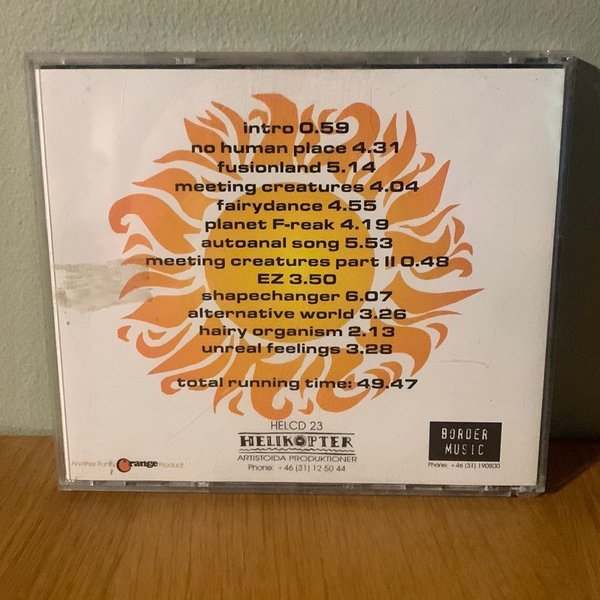 intro 0.59
no human place 4.31
fusionland 5.14
meeting creatures 4.04
fairydance 4.55
planet F-reak 4.19
autoanal song 5.53
meeting creatures part II 0.48
EZ 3.50
shapechanger 6.07
alternative world 3.26
hairy organism 2.13
unreal feelings 3.28
total running time: 49.47
HELCD 23
HELIKOPTER
ARTISTOIDA PRODUKTIONER
Phone: +46 (31) 12 50 44
BORDER
MUSIC
Phone: +46 (31) 190800
Another Funny Orange Product.